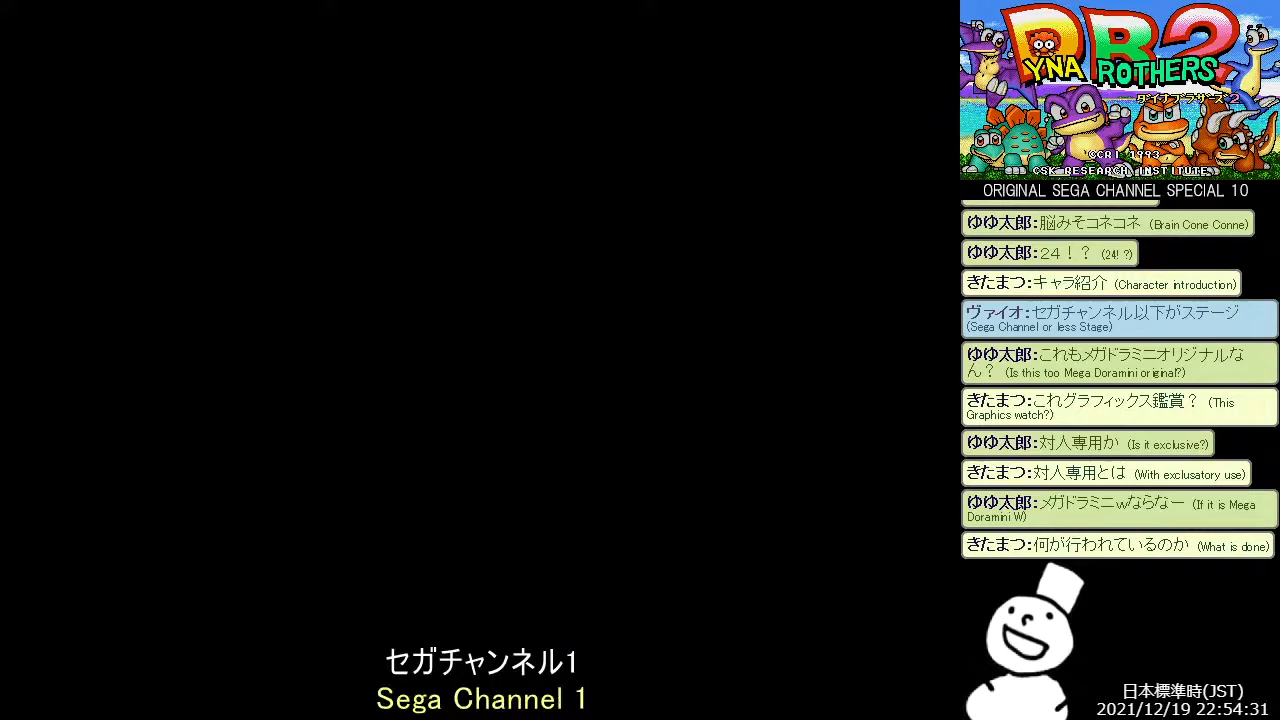 DYNA BROTHERS 2
ダイナブラザーズ2
©CRI 1993
CSK RESEARCH INSTITUTE
ORIGINAL SEGA CHANNEL SPECIAL 10
ゆゆ太郎:脳みそコネコネ (Brain Cone Conne)
ゆゆ太郎:24！？ (24! ?)
きたまつ:キャラ紹介 (Character introduction)
ヴァイオ:セガチャンネル以下がステージ
(Sega Channel or less Stage)
ゆゆ太郎:これもメガドラミニオリジナルな
ん？ (Is this too Mega Doramini original?)
きたまつ:これグラフィックス鑑賞？ (This
Graphics watch?)
ゆゆ太郎:対人専用か (Is it exclusive?)
きたまつ:対人専用とは (With exclusatory use)
ゆゆ太郎:メガドラミニｗならなー (If it is Mega
Doramini W)
きたまつ:何が行われているのか (What is done)
セガチャンネル1
Sega Channel 1
日本標準時(JST)
2021/12/19 22:54:31